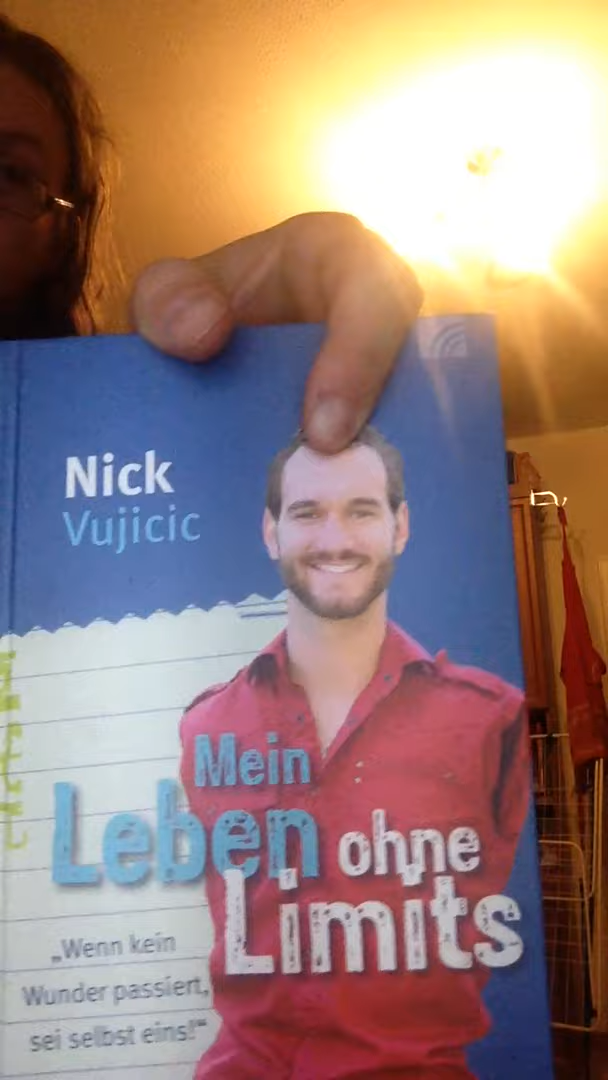 Nick
Vujicic
Mein
Leben ohne
Limits
„Wenn kein
Wunder passiert,
sei selbst eins!“